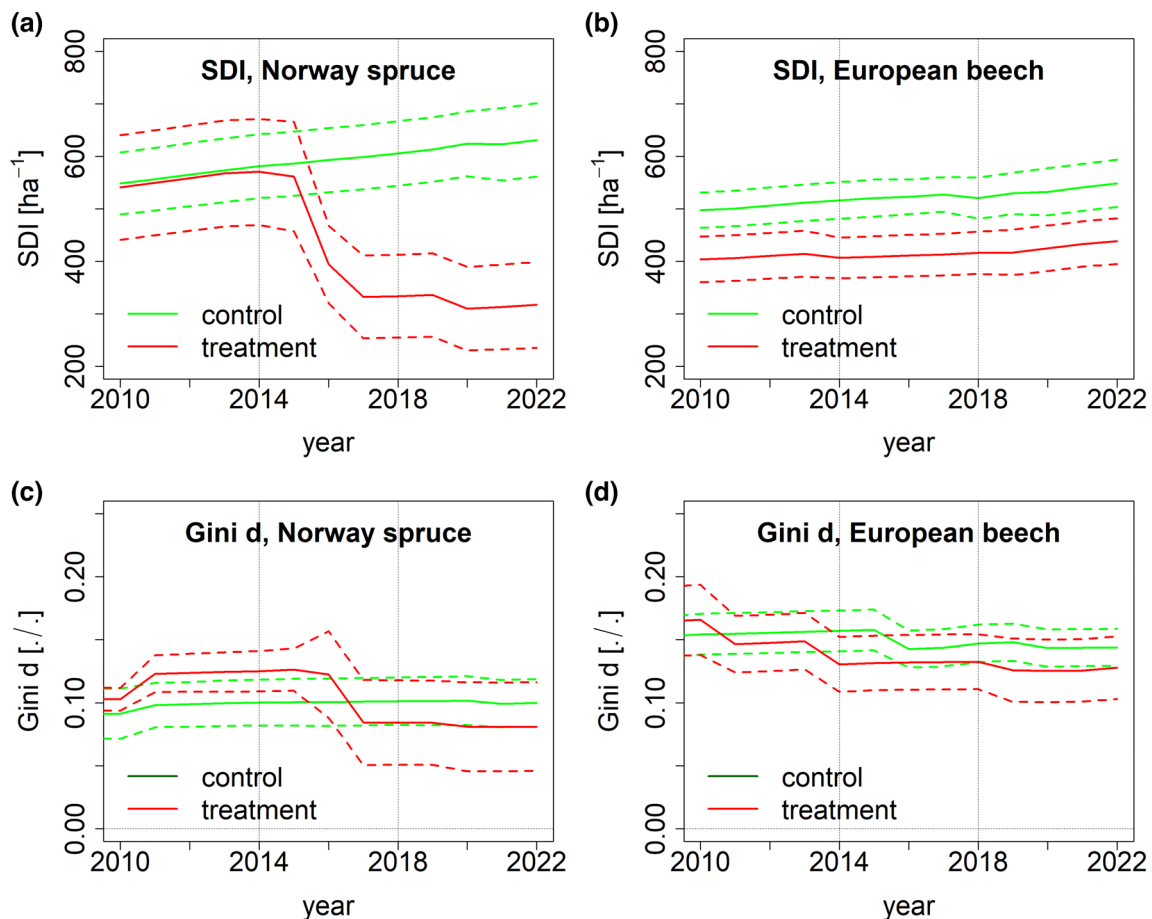 (a)
SDI, Norway spruce
SDI [ha⁻¹]
800
600
400
200
control
treatment
2010 2014 2018 2022
year
(b)
SDI, European beech
SDI [ha⁻¹]
800
600
400
200
control
treatment
2010 2014 2018 2022
year
(c)
Gini d, Norway spruce
Gini d [./.]
0.20
0.10
0.00
control
treatment
2010 2014 2018 2022
year
(d)
Gini d, European beech
Gini d [./.]
0.20
0.10
0.00
control
treatment
2010 2014 2018 2022
year